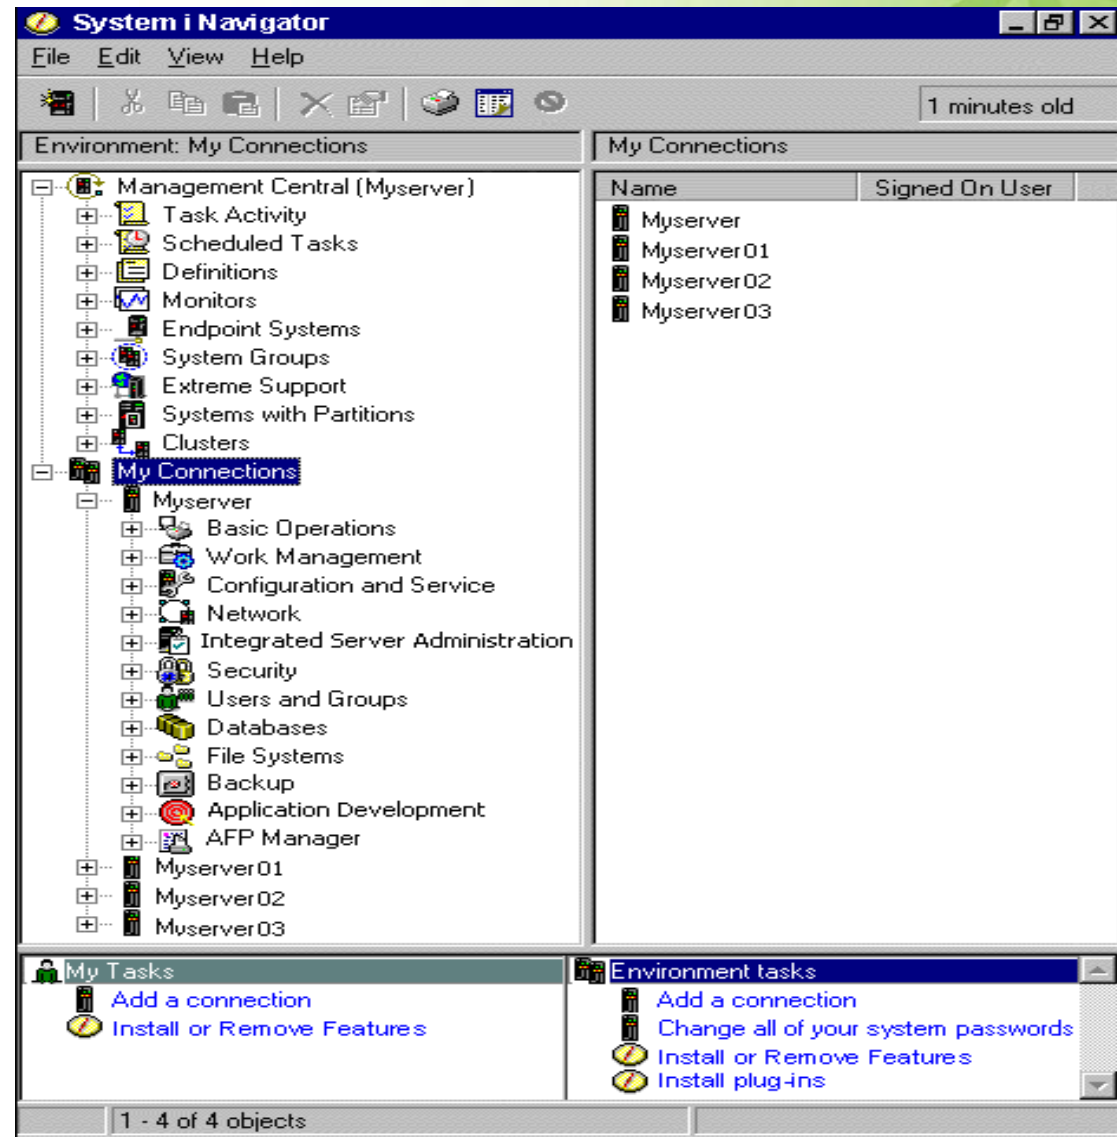 System i Navigator
File Edit View Help
1 minutes old
Environment: My Connections
My Connections
Management Central (Myserver)
Task Activity
Scheduled Tasks
Definitions
Monitors
Endpoint Systems
System Groups
Extreme Support
Systems with Partitions
Clusters
My Connections
Myserver
Basic Operations
Work Management
Configuration and Service
Network
Integrated Server Administration
Security
Users and Groups
Databases
File Systems
Backup
Application Development
AFP Manager
Myserver01
Myserver02
Myserver03
Name Signed On User
Myserver
Myserver01
Myserver02
Myserver03
My Tasks
Add a connection
Install or Remove Features
Environment tasks
Add a connection
Change all of your system passwords
Install or Remove Features
Install plug-ins
1 - 4 of 4 objects